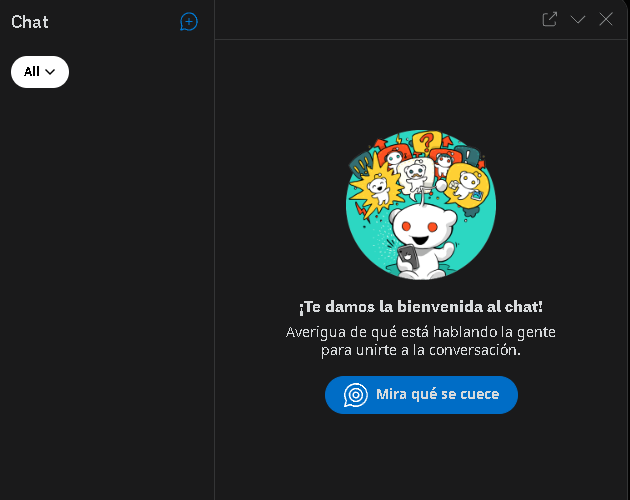 Chat
All
¡Te damos la bienvenida al chat!
Averigua de qué está hablando la gente
para unirte a la conversación.
Mira qué se cuece